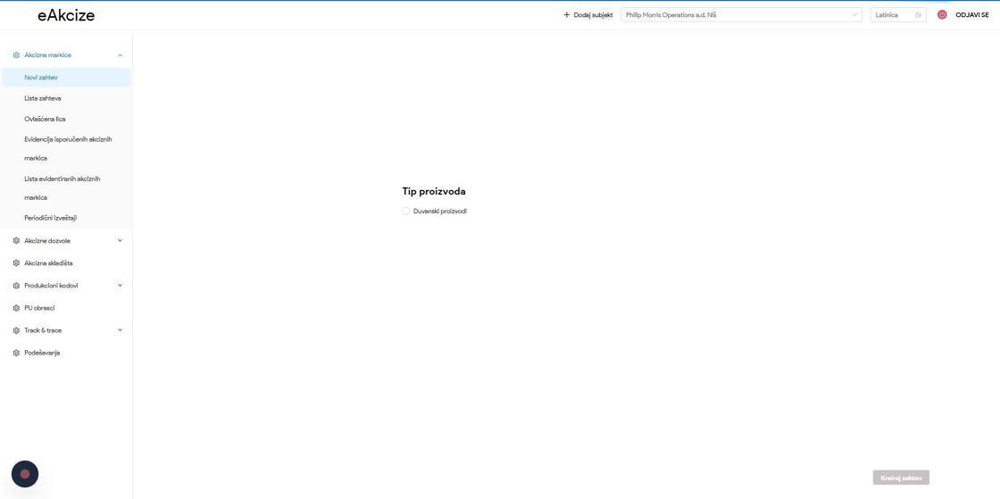 eAkcize
Dodaj subjekt
Philip Morris Operations a.d. Niš
Latinica
ODJAVI SE
Akcizne markice
Novi zahtev
Lista zahteva
Ovlašćena lica
Evidencija isporučenih akciznih
markica
Lista evidentiranih akciznih
markica
Periodični izveštaji
Akcizne dozvole
Akcizna skladišta
Produkcioni kodovi
PU obrasci
Track & trace
Podešavanja
Tip proizvoda
Duvanski proizvodi
Kreiraj zahtev